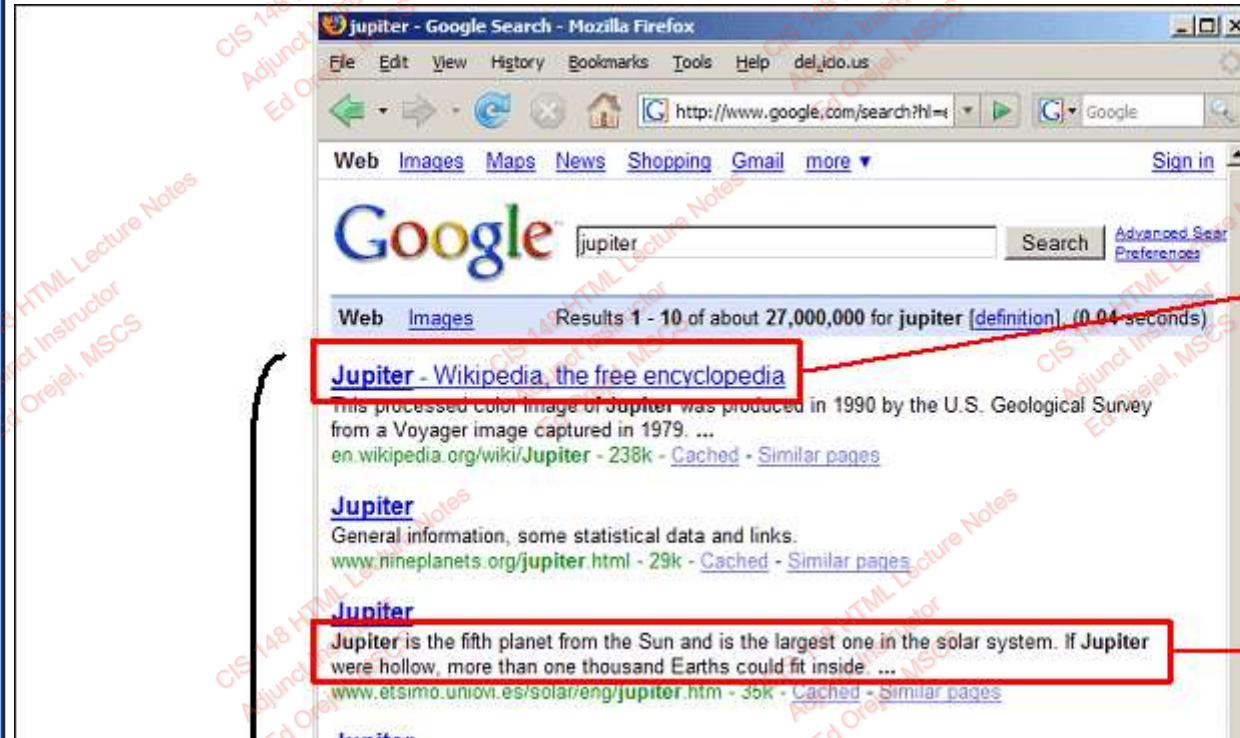 jupiter - Google Search - Mozilla Firefox
File Edit View History Bookmarks Tools Help del.icio.us
http://www.google.com/search?hl=e Google
Web Images Maps News Shopping Gmail more ▼ Sign in
Google jupiter Search Advanced Sear
Preferences
Web Images Results 1 - 10 of about 27,000,000 for jupiter [definition]. (0.04 seconds)
Jupiter - Wikipedia, the free encyclopedia
This processed color image of Jupiter was produced in 1990 by the U.S. Geological Survey
from a Voyager image captured in 1979. ...
en.wikipedia.org/wiki/Jupiter - 238k - Cached - Similar pages
Jupiter
General information, some statistical data and links.
www.nineplanets.org/jupiter.html - 29k - Cached - Similar pages
Jupiter
Jupiter is the fifth planet from the Sun and is the largest one in the solar system. If Jupiter
were hollow, more than one thousand Earths could fit inside. ...
www.etsimo.uniovi.es/solar/eng/jupiter.htm - 35k - Cached - Similar pages
Jupiter
CIS 148 HTML Lecture Notes
Adjunct Instructor
Ed Orejel, MSCS